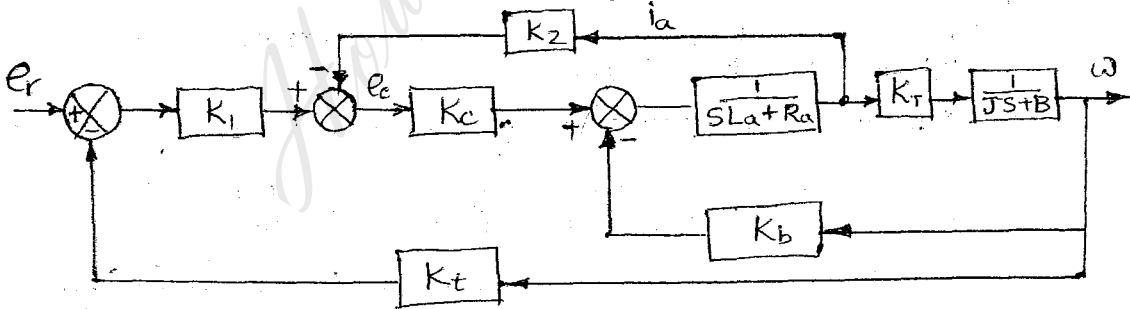 K2
ia
er
+
-
+
-
K1
ec
Kc
+
-
1
SLa+Ra
KT
1
JS+B
ω
Kb
Kt